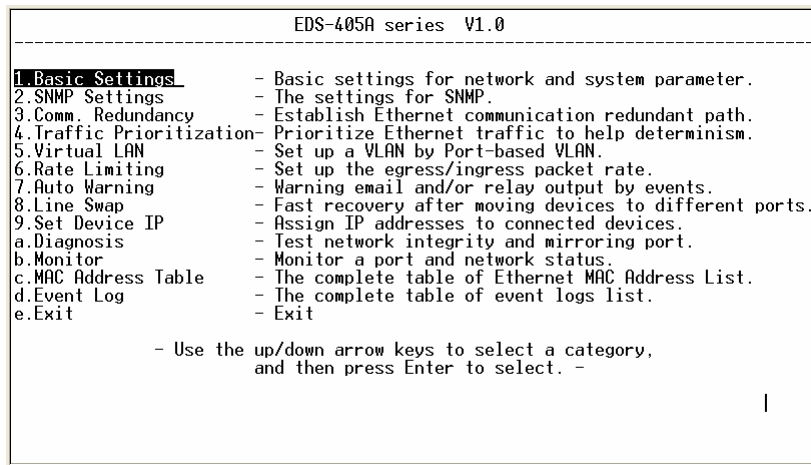 EDS-405A series V1.0
--------------------------------------------------------------------------------
1.Basic Settings - Basic settings for network and system parameter.
2.SNMP Settings - The settings for SNMP.
3.Comm. Redundancy - Establish Ethernet communication redundant path.
4.Traffic Prioritization- Prioritize Ethernet traffic to help determinism.
5.Virtual LAN - Set up a VLAN by Port-based VLAN.
6.Rate Limiting - Set up the egress/ingress packet rate.
7.Auto Warning - Warning email and/or relay output by events.
8.Line Swap - Fast recovery after moving devices to different ports.
9.Set Device IP - Assign IP addresses to connected devices.
a.Diagnosis - Test network integrity and mirroring port.
b.Monitor - Monitor a port and network status.
c.MAC Address Table - The complete table of Ethernet MAC Address List.
d.Event Log - The complete table of event logs list.
e.Exit - Exit
- Use the up/down arrow keys to select a category,
and then press Enter to select. -